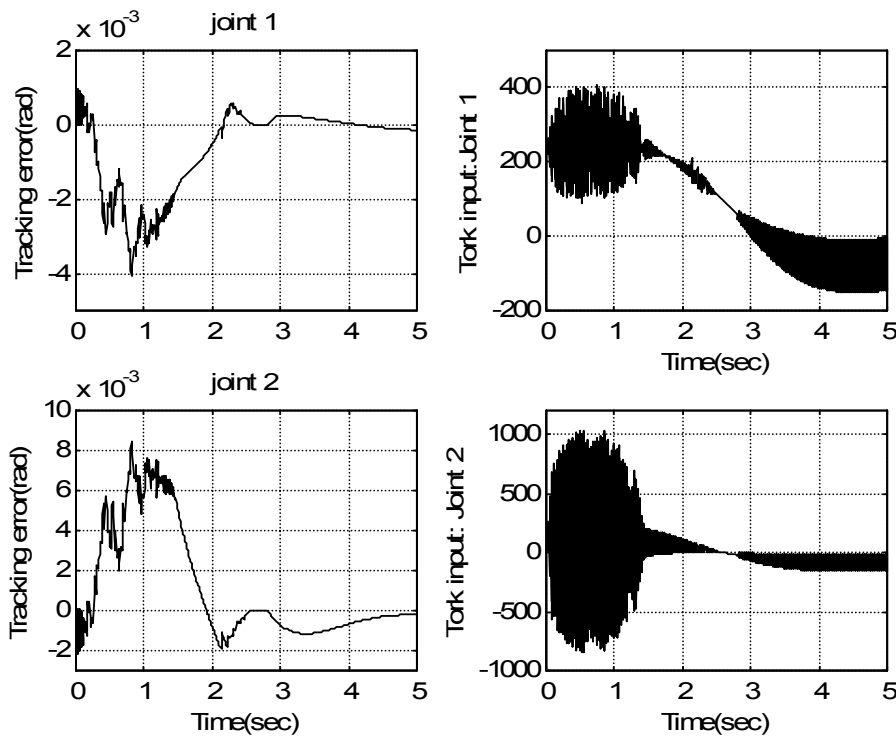 x 10-3
joint 1
2
0
-2
-4
Tracking error(rad)
0 1 2 3 4 5
400
200
0
-200
Tork input:Joint 1
0 1 2 3 4 5
Time(sec)
x 10-3
joint 2
10
8
6
4
2
0
-2
Tracking error(rad)
0 1 2 3 4 5
Time(sec)
1000
500
0
-500
-1000
Tork input: Joint 2
0 1 2 3 4 5
Time(sec)